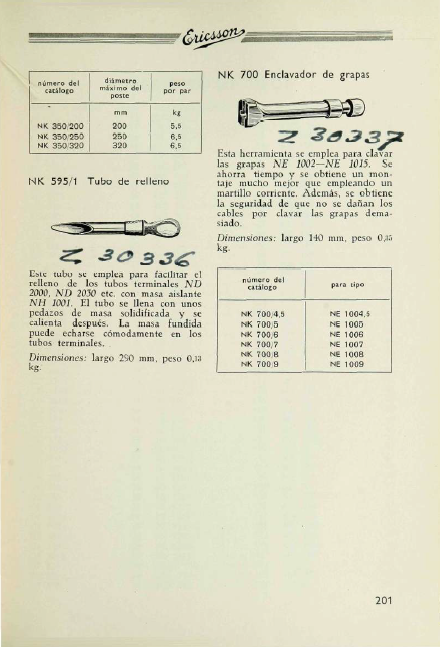 Ericsson
número del catálogo
diámetro máximo del poste
peso por par
mm
kg
NK 350/200 200 5,5
NK 350/250 250 6,5
NK 350/320 320 6,5
NK 595/1 Tubo de relleno
Z 30336
Este tubo se emplea para facilitar el
relleno de los tubos terminales ND
2000, ND 2050 etc. con masa aislante
NH 1001. El tubo se llena con unos
pedazos de masa solidificada y se
calienta después. La masa fundida
puede echarse cómodamente en los
tubos terminales.
Dimensiones: largo 290 mm, peso 0,13
kg.
NK 700 Enclavador de grapas
Z 30337
Esta herramienta se emplea para clavar
las grapas NE 1002—NE 1015. Se
ahorra tiempo y se obtiene un mon-
taje mucho mejor que empleando un
martillo corriente. Además, se obtiene
la seguridad de que no se dañan los
cables por clavar las grapas dema-
siado.
Dimensiones: largo 140 mm, peso
kg.
número del catálogo
para tipo
NK 700/4,5 NE 1004,5
NK 700/5 NE 1005
NK 700/6 NE 1006
NK 700/7 NE 1007
NK 700/8 NE 1008
NK 700/9 NE 1009
201